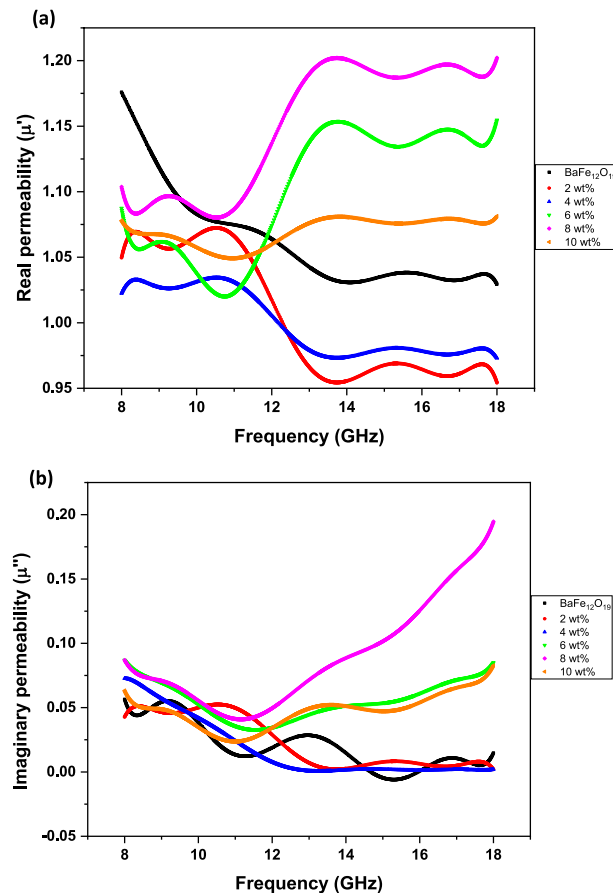 (a)
1.20
1.15
1.10
1.05
1.00
0.95
Real permeability (μ')
8 10 12 14 16 18
Frequency (GHz)
BaFe₁₂O₁₉
2 wt%
4 wt%
6 wt%
8 wt%
10 wt%
(b)
0.20
0.15
0.10
0.05
0.00
-0.05
Imaginary permeability (μ'')
8 10 12 14 16 18
Frequency (GHz)
BaFe₁₂O₁₉
2 wt%
4 wt%
6 wt%
8 wt%
10 wt%